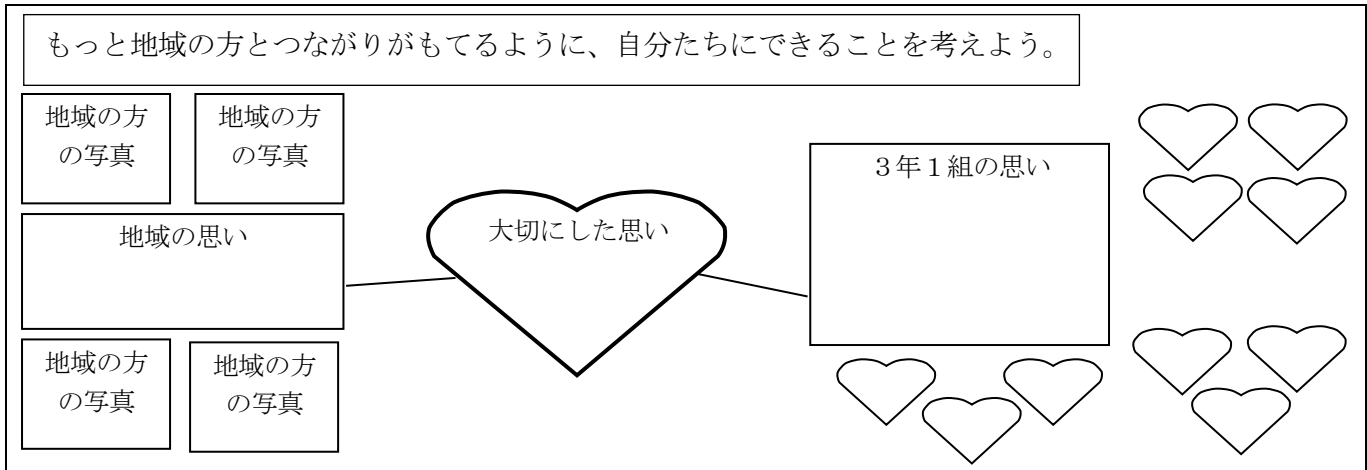 もっと地域の方とつながりがもてるように、自分たちにできることを考えよう。
地域の方
の写真
地域の方
の写真
地域の思い
地域の方
の写真
地域の方
の写真
大切にした思い
３年１組の思い